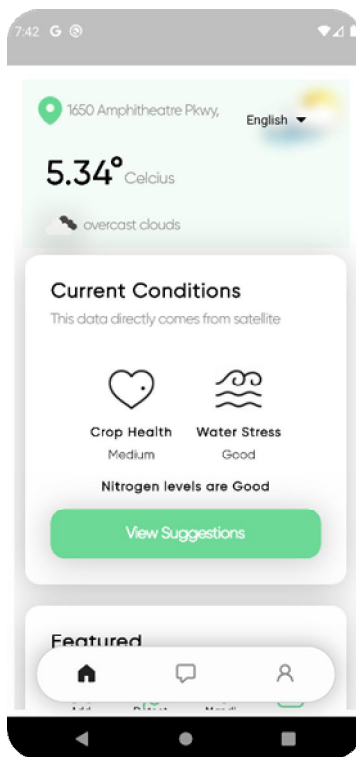 7:42 G
1650 Amphitheatre Pkwy,
English
5.34° Celcius
overcast clouds
Current Conditions
This data directly comes from satellite
Crop Health Water Stress
Medium Good
Nitrogen levels are Good
View Suggestions
Featured